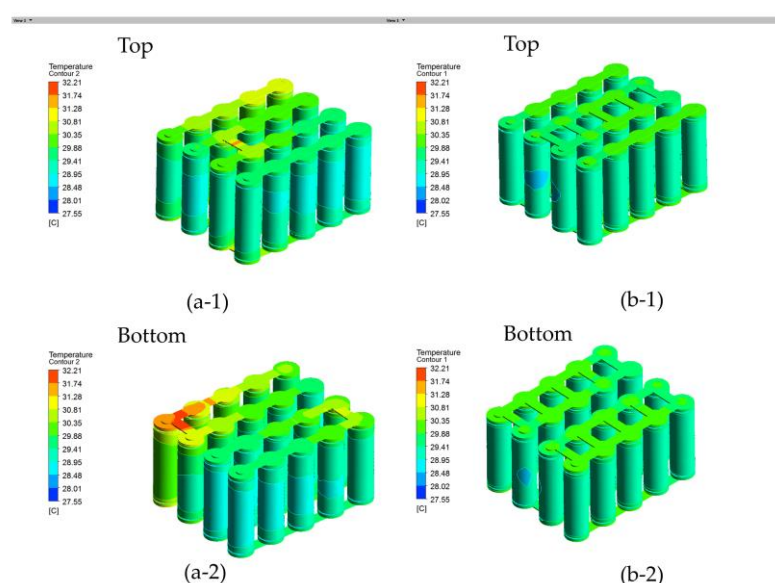 View 2 ▼
View 1 ▼
Top
Temperature
Contour 2
32.21
31.74
31.28
30.81
30.35
29.88
29.41
28.95
28.48
28.01
27.55
[C]
(a-1)
Top
Temperature
Contour 1
32.21
31.74
31.28
30.81
30.35
29.88
29.41
28.95
28.48
28.01
27.55
[C]
(b-1)
Bottom
Temperature
Contour 2
32.21
31.74
31.28
30.81
30.35
29.88
29.41
28.95
28.48
28.01
27.55
[C]
(a-2)
Bottom
Temperature
Contour 1
32.21
31.74
31.28
30.81
30.35
29.88
29.41
28.95
28.48
28.02
27.55
[C]
(b-2)